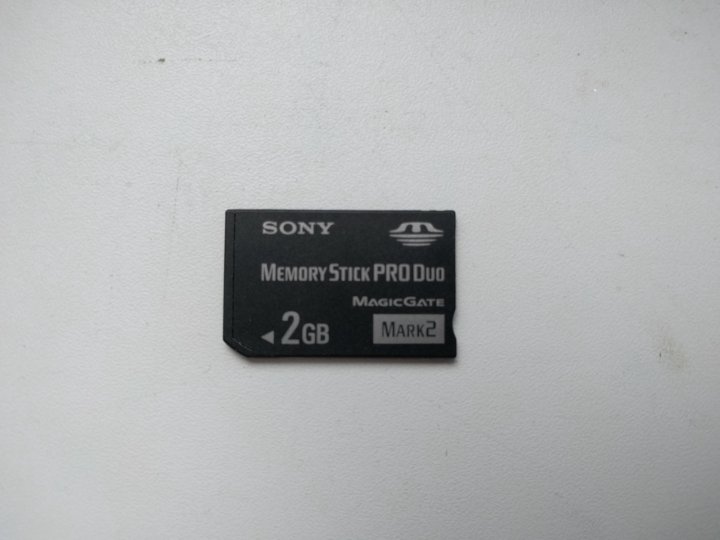 SONY
MEMORY STICK PRO DUO
MAGICGATE
◄ 2GB
MARK2